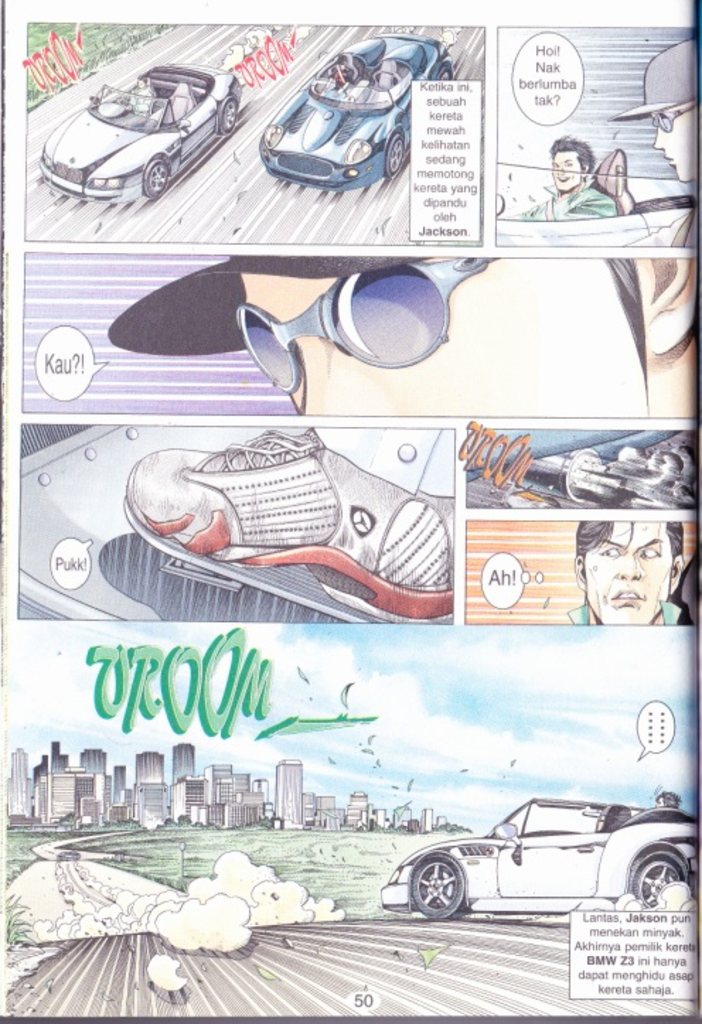 VROOM
VROOM
Ketika ini,
sebuah
kereta
mewah
kelihatan
sedang
memotong
kereta yang
dipandu
oleh
Jackson.
Hoi!
Nak
berlumba
tak?
Kau?!
Pukk!
VROOM
Ah!
VROOM
Lantas, Jakson pun
menekan minyak.
Akhirnya pemilik kereta
BMW Z3 ini hanya
dapat menghidu asap
kereta sahaja.
50